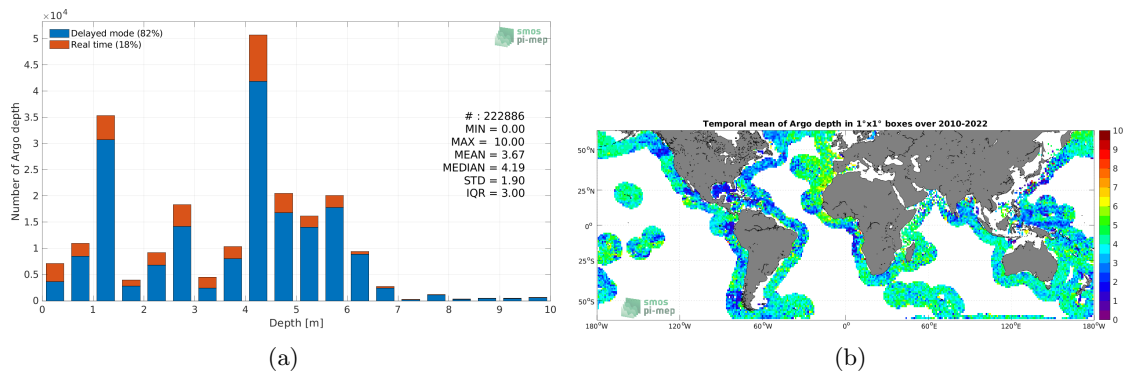 ×10⁴
Delayed mode (82%)
Real time (18%)
smos
pi-mep
5
4.5
4
3.5
3
2.5
2
1.5
1
0.5
0
Number of Argo depth
# : 222886
MIN = 0.00
MAX = 10.00
MEAN = 3.67
MEDIAN = 4.19
STD = 1.90
IQR = 3.00
0 1 2 3 4 5 6 7 8 9 10
Depth [m]
(a)
Temporal mean of Argo depth in 1°x1° boxes over 2010-2022
50°N
25°N
0°
25°S
50°S
smos
pi-mep
180°W 120°W 60°W 0° 60°E 120°E 180°W
10
9
8
7
6
5
4
3
2
1
0
(b)